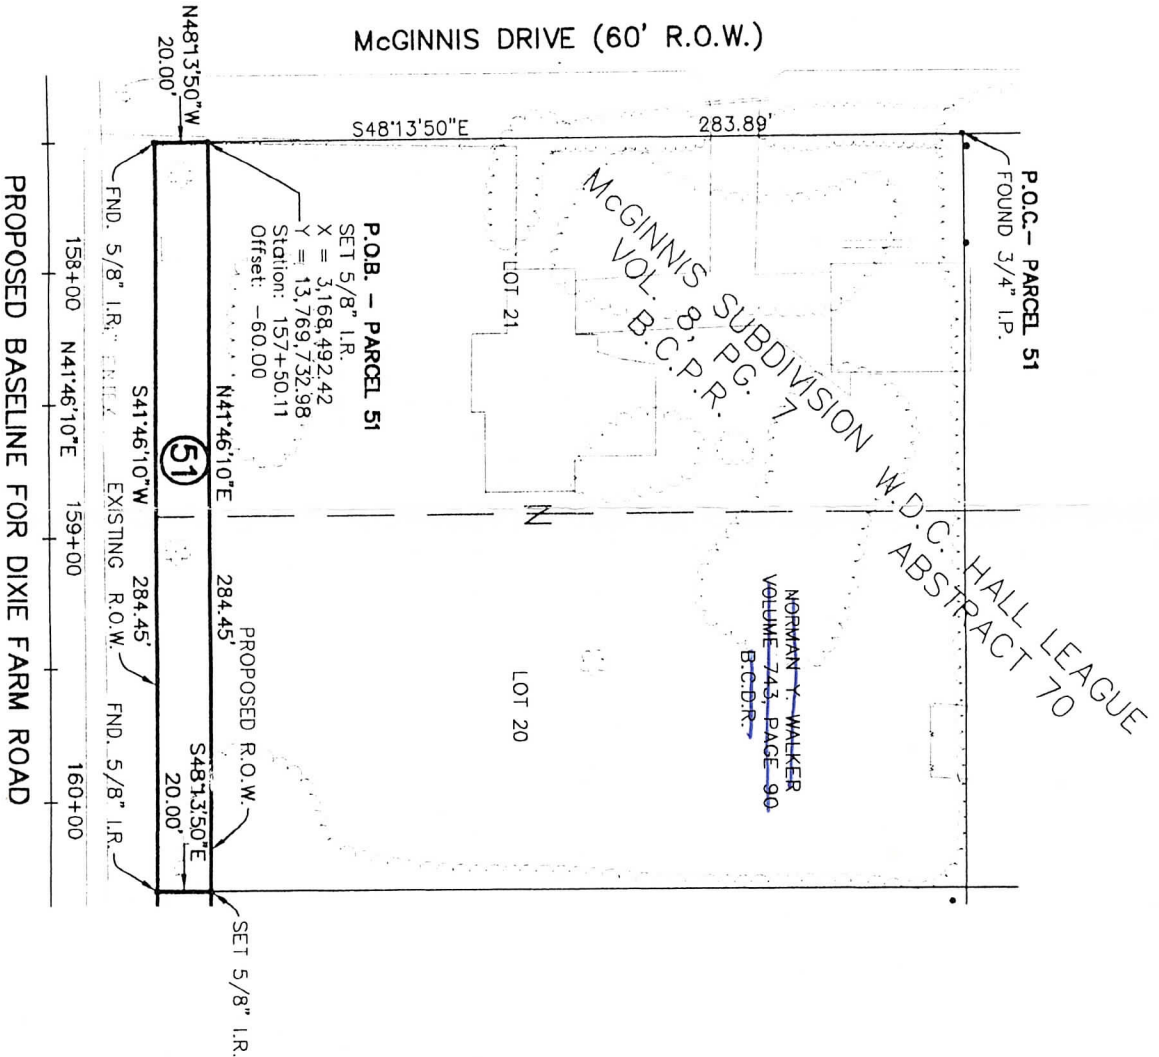 McGINNIS DRIVE (60' R.O.W.)
N48°13'50"W
20.00'
S48°13'50"E
283.89'
P.O.C.- PARCEL 51
FOUND 3/4" I.P.
P.O.B. - PARCEL 51
SET 5/8" I.R.
X = 3,168,492.42
Y = 13,769,732.98
Station: 157+50.11
Offset: -60.00
LOT 21
McGINNIS SUBDIVISION
VOL. 8, PG. 7
B.C.P.R.
W.D.C. HALL LEAGUE
ABSTRACT 70
NORMAN Y. WALKER
VOLUME 743, PAGE 90
B.C.D.R.
LOT 20
N
N41°46'10"E
284.45'
PROPOSED R.O.W.
51
S41°46'10"W
284.45'
S48°13'50"E
20.00'
SET 5/8" I.R.
FND. 5/8" I.R.
EXISTING R.O.W.
FND. 5/8" I.R.
158+00
N41°46'10"E
159+00
160+00
PROPOSED BASELINE FOR DIXIE FARM ROAD